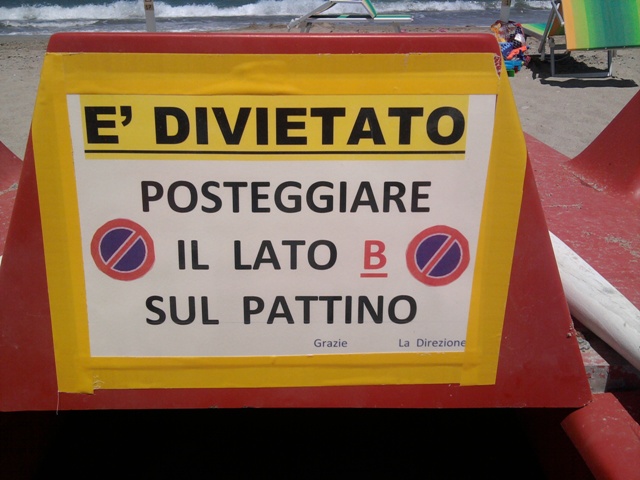 E' DIVIETATO
POSTEGGIARE
IL LATO B
SUL PATTINO
Grazie La Direzione